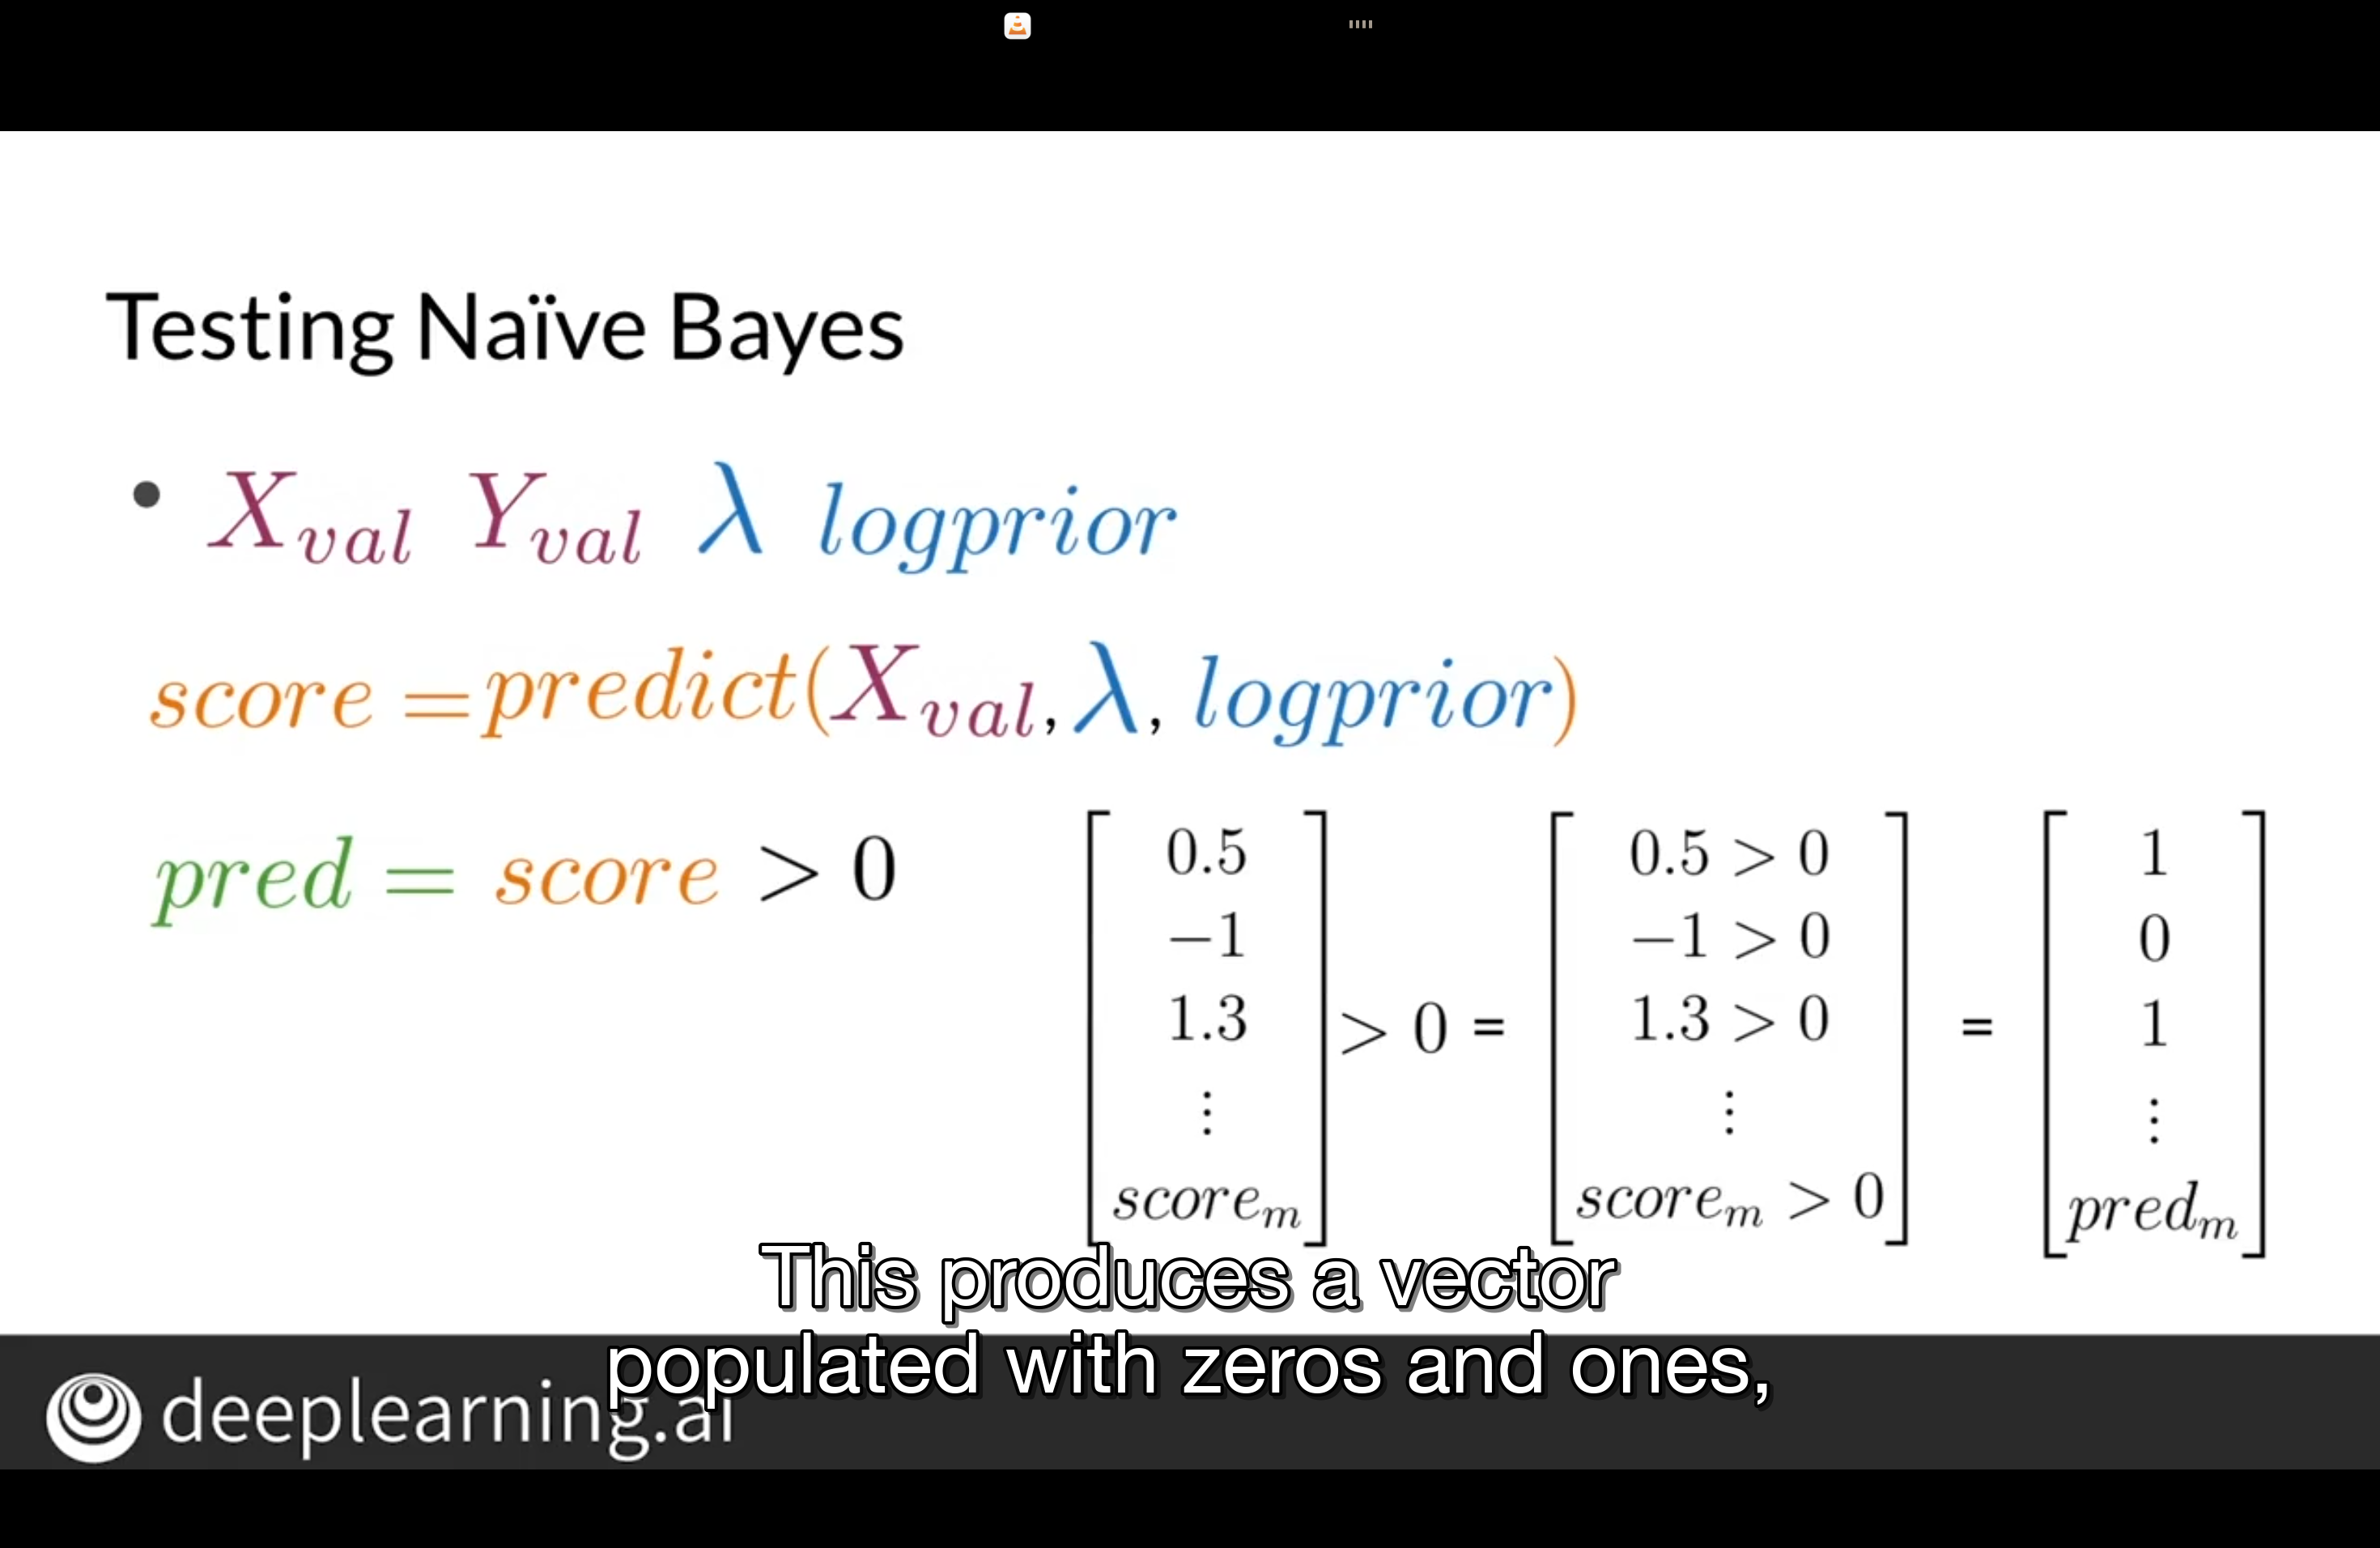 Testing Naïve Bayes
• X_val Y_val λ logprior
score = predict(X_val, λ, logprior)
pred = score > 0
[0.5 −1 1.3 ⋮ score_m] > 0 = [0.5 > 0 −1 > 0 1.3 > 0 ⋮ score_m > 0] = [1 0 1 ⋮ pred_m]
This produces a vector
populated with zeros and ones,
deeplearning.ai